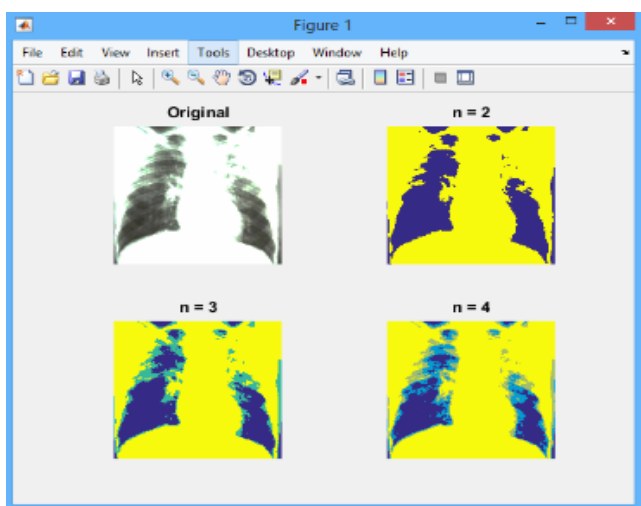 Figure 1
File Edit View Insert Tools Desktop Window Help
Original
n = 2
n = 3
n = 4